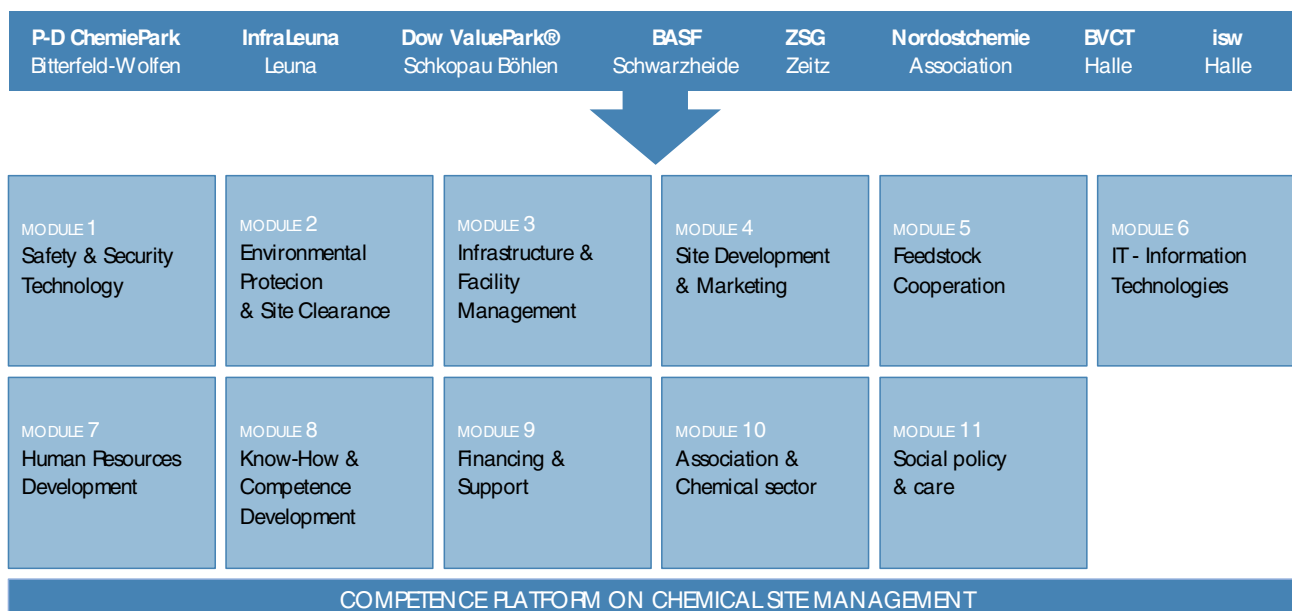 P-D ChemiePark InfraLeuna Dow ValuePark® BASF ZSG Nordostchemie BVCT isw
Bitterfeld-Wolfen Leuna Schkopau Böhlen Schwarzheide Zeitz Association Halle Halle
MODULE 1
Safety & Security
Technology
MODULE 2
Environmental
Protecion
& Site Clearance
MODULE 3
Infrastructure &
Facility
Management
MODULE 4
Site Development
& Marketing
MODULE 5
Feedstock
Cooperation
MODULE 6
IT - Information
Technologies
MODULE 7
Human Resources
Development
MODULE 8
Know-How &
Competence
Development
MODULE 9
Financing &
Support
MODULE 10
Association &
Chemical sector
MODULE 11
Social policy
& care
COMPETENCE PLATFORM ON CHEMICAL SITE MANAGEMENT